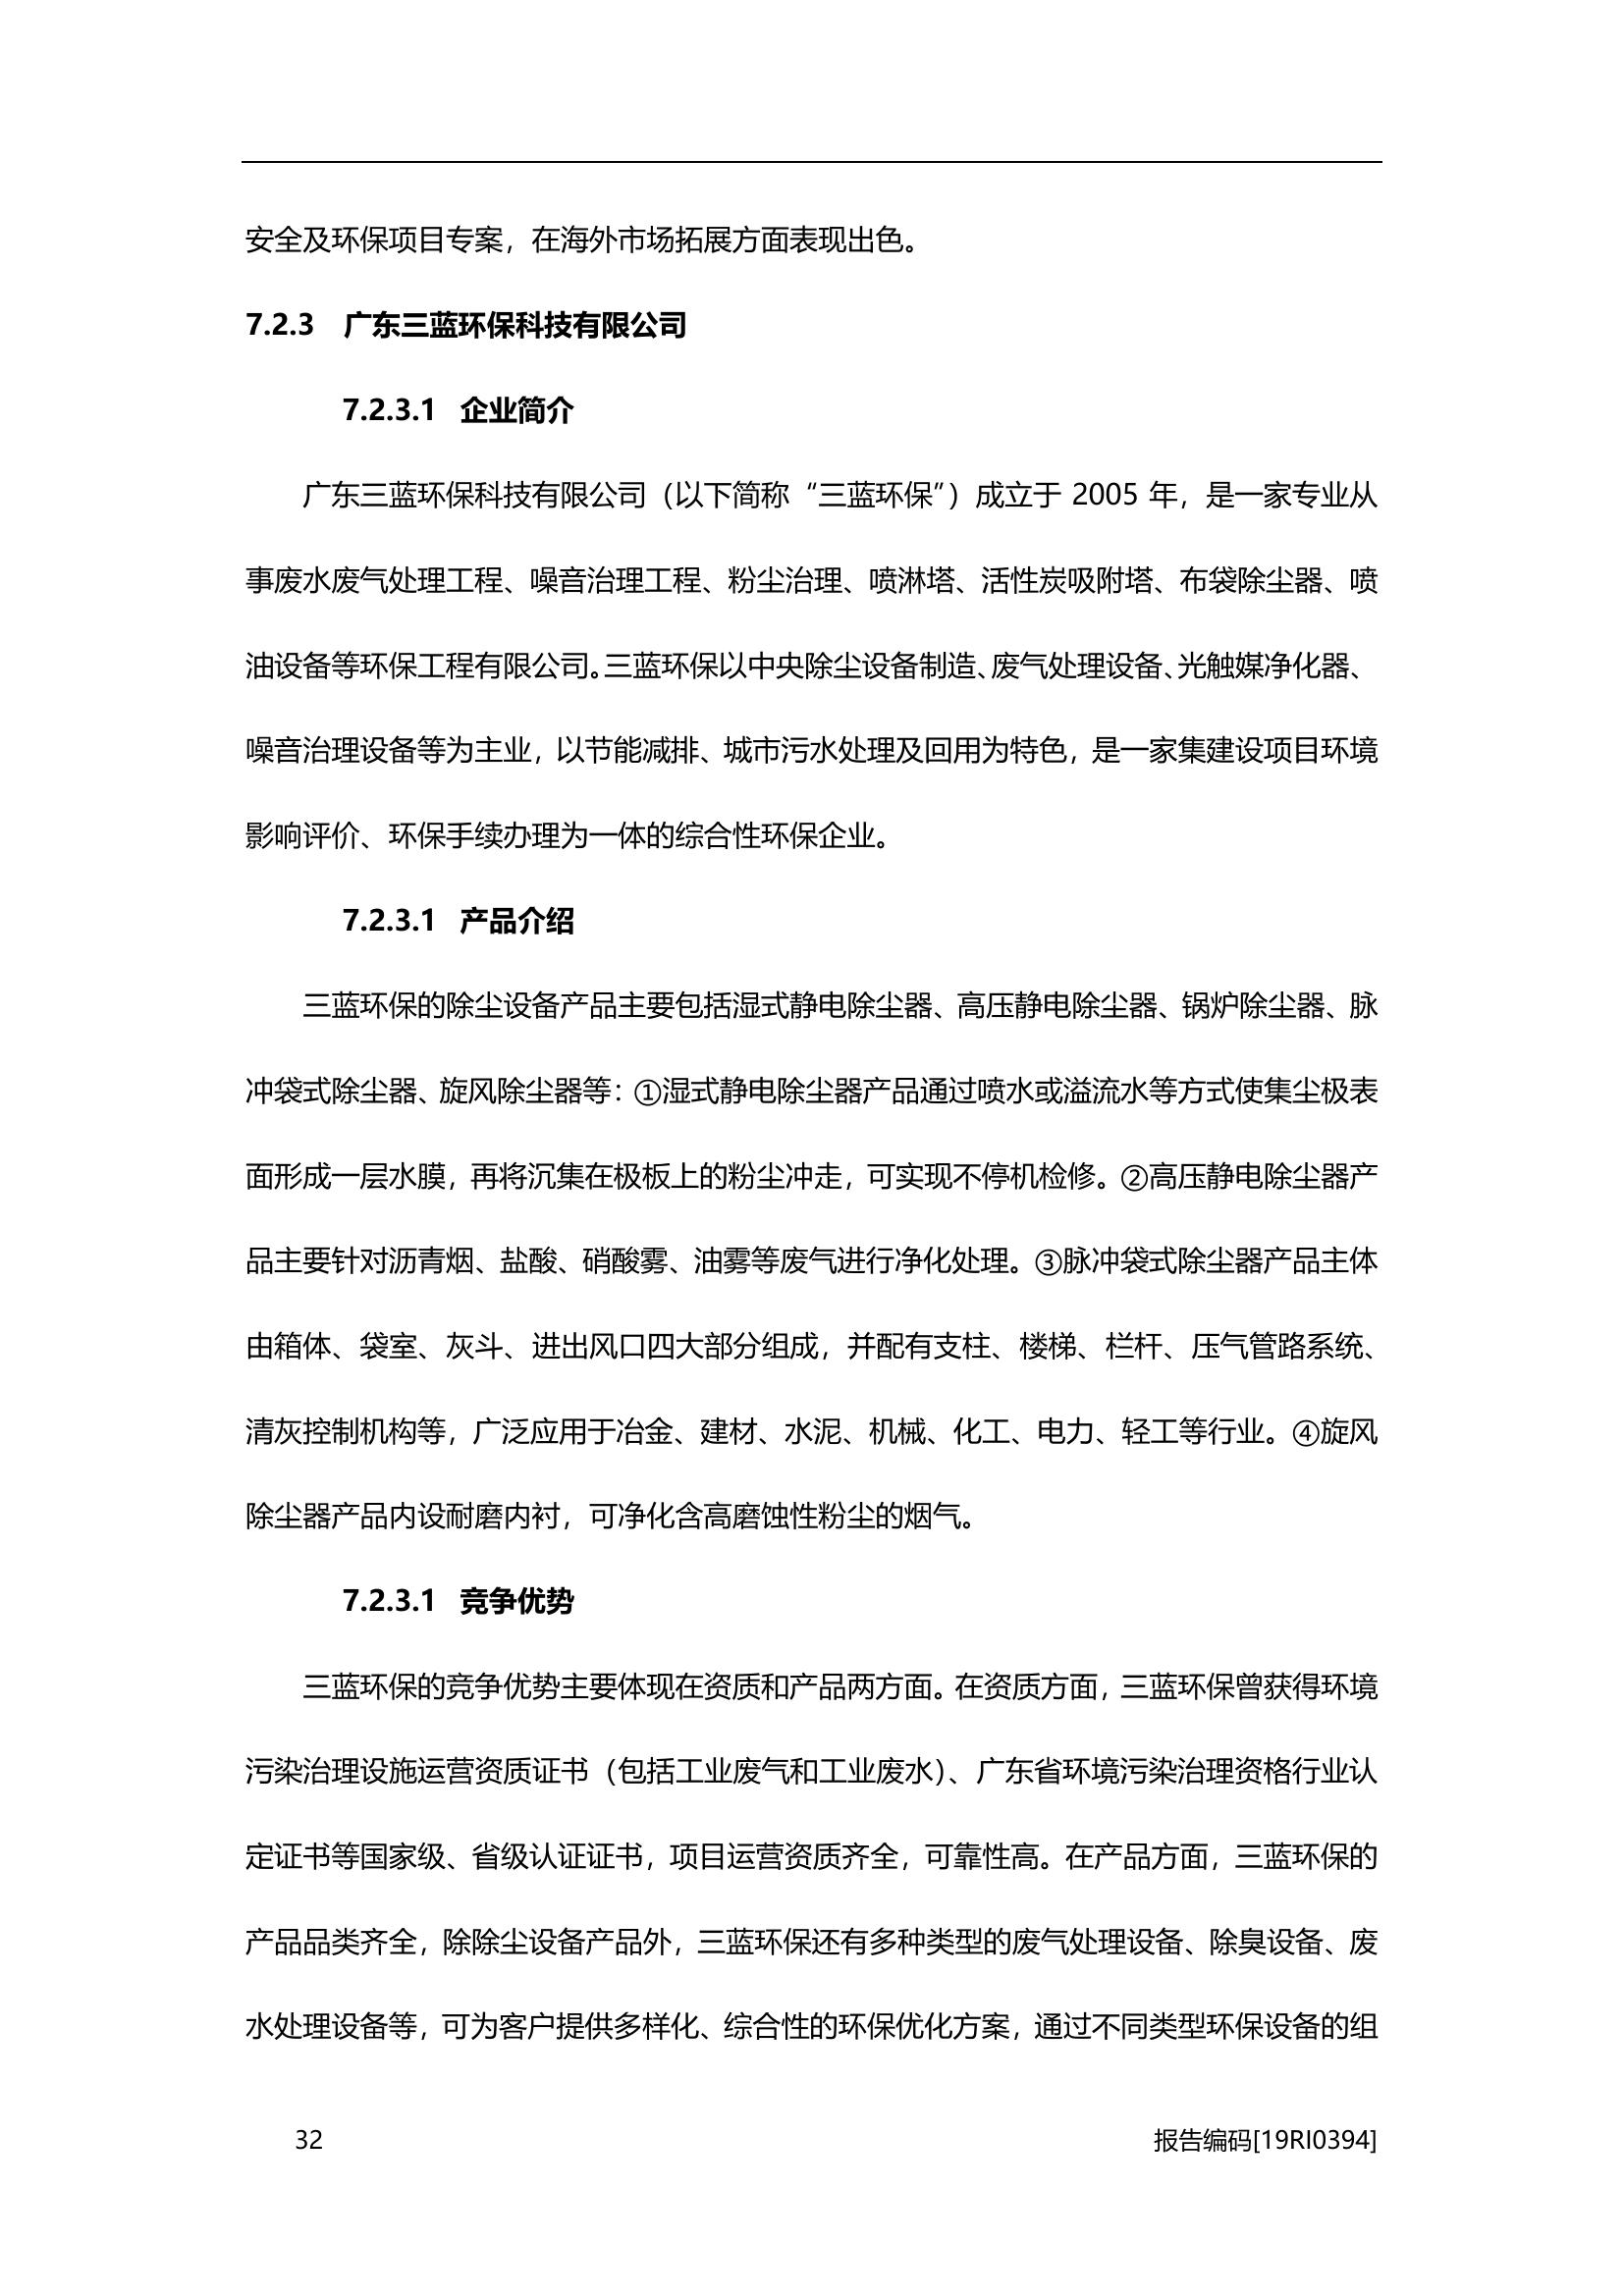 安全及环保项目专案，在海外市场拓展方面表现出色。
7.2.3 广东三蓝环保科技有限公司
7.2.3.1 企业简介
广东三蓝环保科技有限公司（以下简称“三蓝环保”）成立于 2005 年，是一家专业从
事废水废气处理工程、噪音治理工程、粉尘治理、喷淋塔、活性炭吸附塔、布袋除尘器、喷
油设备等环保工程有限公司。三蓝环保以中央除尘设备制造、废气处理设备、光触媒净化器、
噪音治理设备等为主业，以节能减排、城市污水处理及回用为特色，是一家集建设项目环境
影响评价、环保手续办理为一体的综合性环保企业。
7.2.3.1 产品介绍
三蓝环保的除尘设备产品主要包括湿式静电除尘器、高压静电除尘器、锅炉除尘器、脉
冲袋式除尘器、旋风除尘器等：①湿式静电除尘器产品通过喷水或溢流水等方式使集尘极表
面形成一层水膜，再将沉集在极板上的粉尘冲走，可实现不停机检修。②高压静电除尘器产
品主要针对沥青烟、盐酸、硝酸雾、油雾等废气进行净化处理。③脉冲袋式除尘器产品主体
由箱体、袋室、灰斗、进出风口四大部分组成，并配有支柱、楼梯、栏杆、压气管路系统、
清灰控制机构等，广泛应用于冶金、建材、水泥、机械、化工、电力、轻工等行业。④旋风
除尘器产品内设耐磨内衬，可净化含高磨蚀性粉尘的烟气。
7.2.3.1 竞争优势
三蓝环保的竞争优势主要体现在资质和产品两方面。在资质方面，三蓝环保曾获得环境
污染治理设施运营资质证书（包括工业废气和工业废水）、广东省环境污染治理资格行业认
定证书等国家级、省级认证证书，项目运营资质齐全，可靠性高。在产品方面，三蓝环保的
产品品类齐全，除除尘设备产品外，三蓝环保还有多种类型的废气处理设备、除臭设备、废
水处理设备等，可为客户提供多样化、综合性的环保优化方案，通过不同类型环保设备的组
32
报告编码[19RI0394]